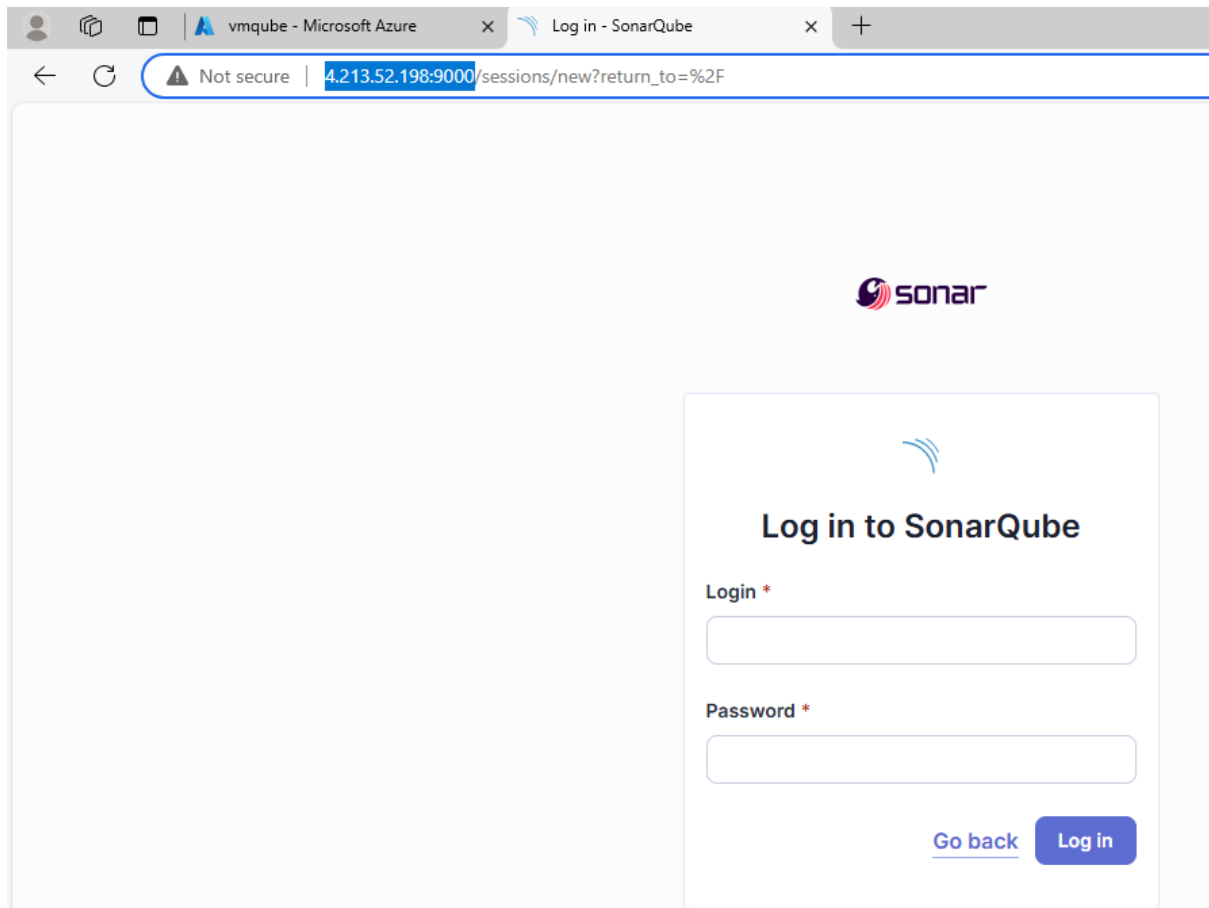 vmqube - Microsoft Azure
Log in - SonarQube
Not secure
4.213.52.198:9000/sessions/new?return_to=%2F
sonar
Log in to SonarQube
Login *
Password *
Go back
Log in